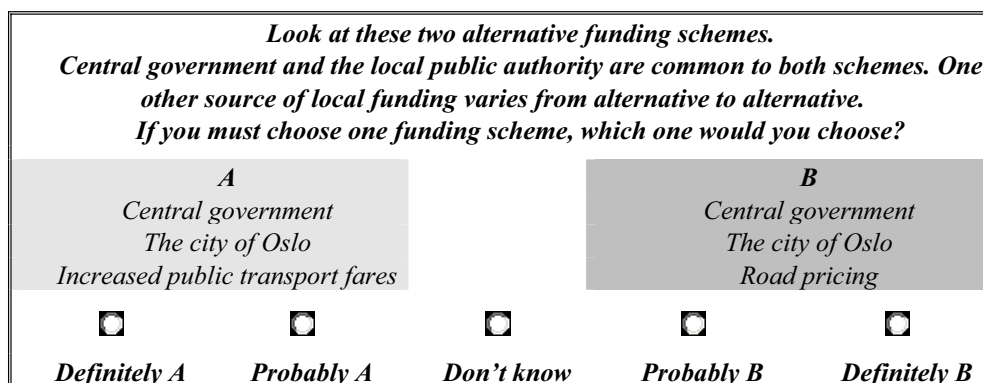 Look at these two alternative funding schemes.
Central government and the local public authority are common to both schemes. One
other source of local funding varies from alternative to alternative.
If you must choose one funding scheme, which one would you choose?
A
Central government
The city of Oslo
Increased public transport fares
B
Central government
The city of Oslo
Road pricing
Definitely A Probably A Don't know Probably B Definitely B